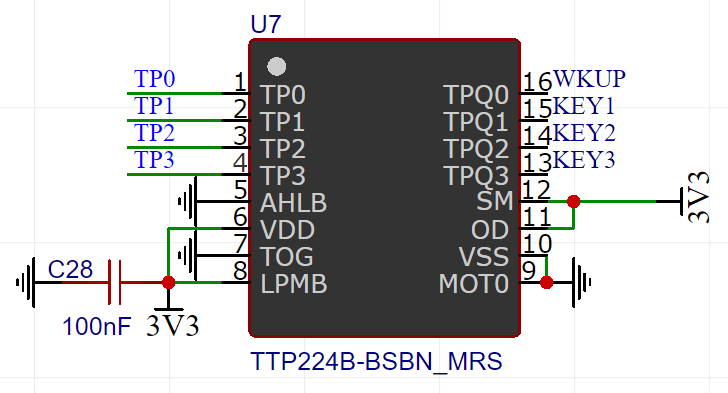 U7
TP0 1 TP0 TPQ0 16 WKUP
TP1 2 TP1 TPQ1 15 KEY1
TP2 3 TP2 TPQ2 14 KEY2
TP3 4 TP3 TPQ3 13 KEY3
5 AHLB SM 12
6 VDD OD 11
7 TOG VSS 10
8 LPMB MOT0 9
3V3
C28
100nF
3V3
TTP224B-BSBN_MRS